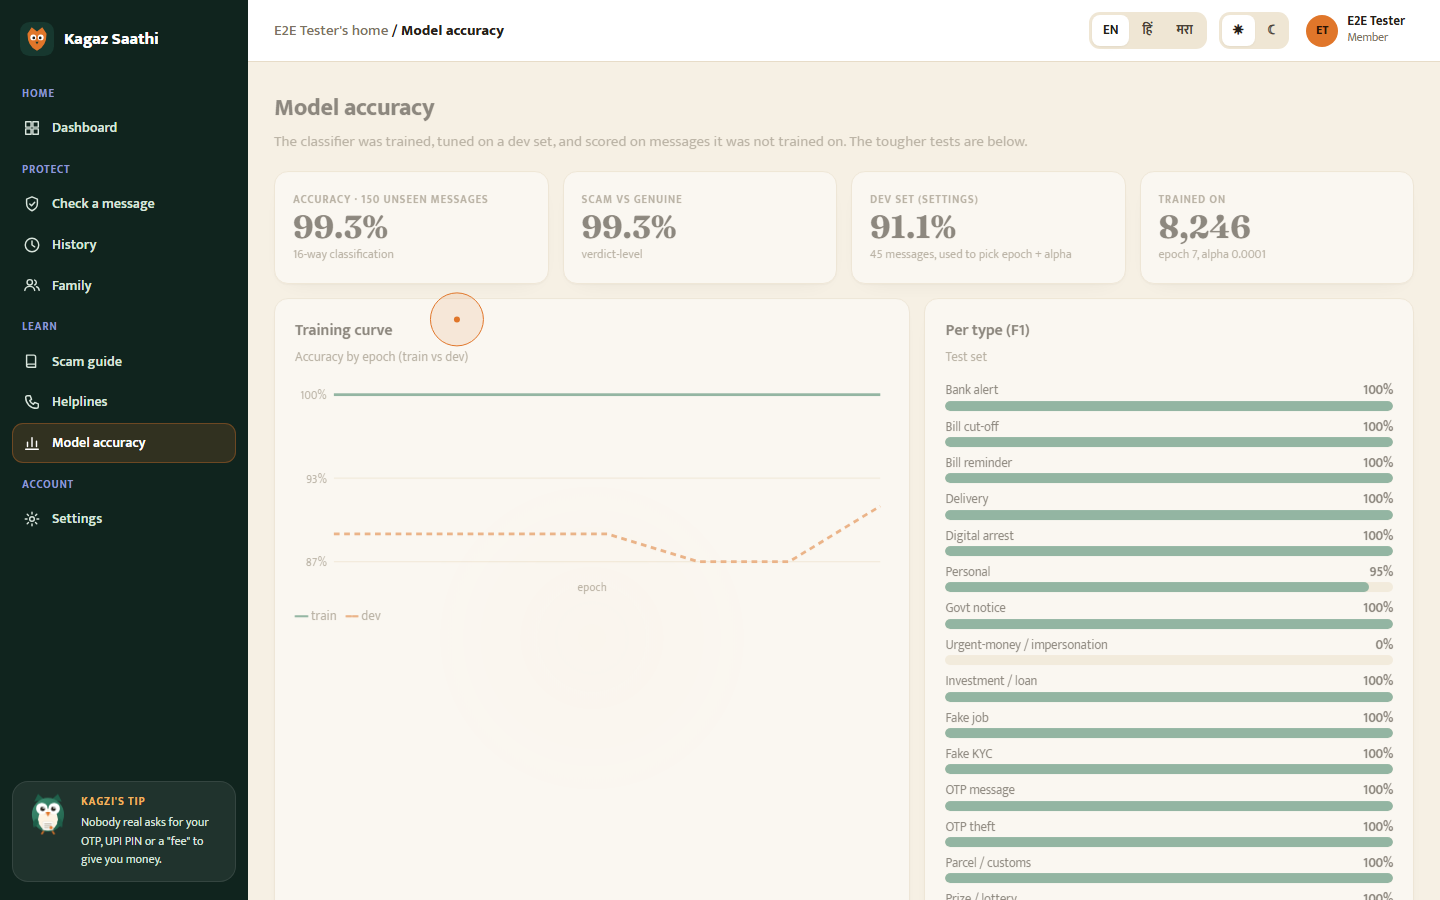 Kagaz Saathi
HOME
Dashboard
PROTECT
Check a message
History
Family
LEARN
Scam guide
Helplines
Model accuracy
ACCOUNT
Settings
KAGZI'S TIP
Nobody real asks for your
OTP, UPI PIN or a "fee" to
give you money.
E2E Tester's home / Model accuracy
EN हिं मरा
ET
E2E Tester
Member
Model accuracy
The classifier was trained, tuned on a dev set, and scored on messages it was not trained on. The tougher tests are below.
ACCURACY · 150 UNSEEN MESSAGES
99.3%
16-way classification
SCAM VS GENUINE
99.3%
verdict-level
DEV SET (SETTINGS)
91.1%
45 messages, used to pick epoch + alpha
TRAINED ON
8,246
epoch 7, alpha 0.0001
Training curve
Accuracy by epoch (train vs dev)
100%
93%
87%
epoch
train dev
Per type (F1)
Test set
Bank alert 100%
Bill cut-off 100%
Bill reminder 100%
Delivery 100%
Digital arrest 100%
Personal 95%
Govt notice 100%
Urgent-money / impersonation 0%
Investment / loan 100%
Fake job 100%
Fake KYC 100%
OTP message 100%
OTP theft 100%
Parcel / customs 100%
Prize / lottery 100%